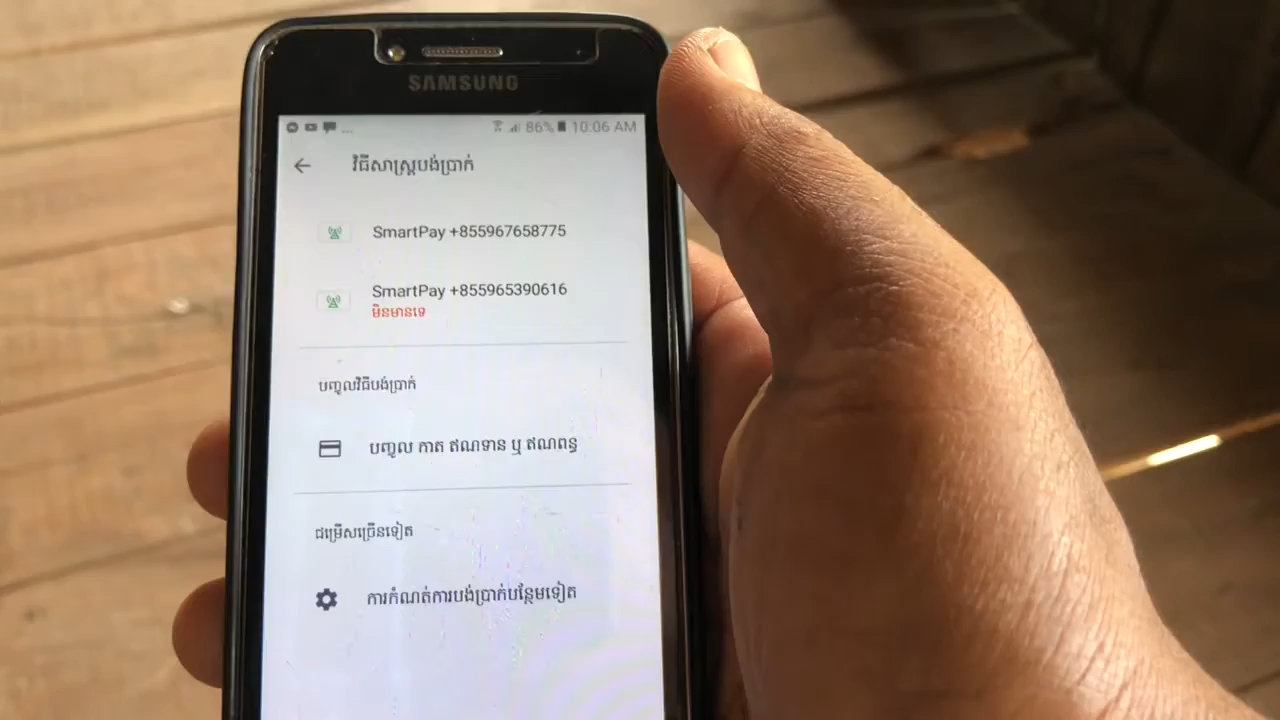 SAMSUNG
... 86% 10:06 AM
វិធីសាស្ត្របង់ប្រាក់
SmartPay +855967658775
SmartPay +855965390616
មិនមានទេ
បញ្ចូលវិធីបង់ប្រាក់
បញ្ចូល កាត ឥណទាន ឬ ឥណពន្ធ
ជម្រើសច្រើនទៀត
ការកំណត់ការបង់ប្រាក់បន្ថែមទៀត